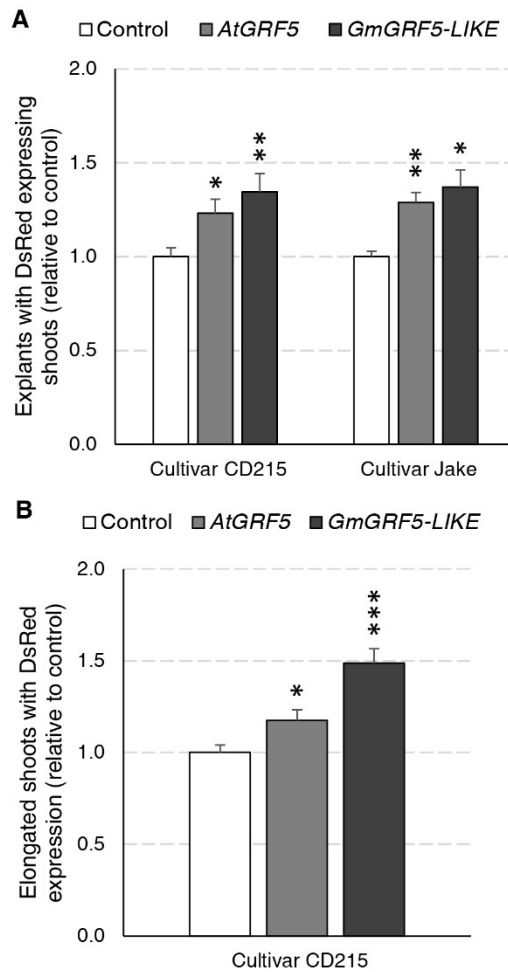 A
Control AtGRF5 GmGRF5-LIKE
Explants with DsRed expressing
shoots (relative to control)
2.0
1.5
1.0
0.5
0.0
*
**
**
*
Cultivar CD215 Cultivar Jake
B
Control AtGRF5 GmGRF5-LIKE
Elongated shoots with DsRed
expression (relative to control)
2.0
1.5
1.0
0.5
0.0
*
***
Cultivar CD215